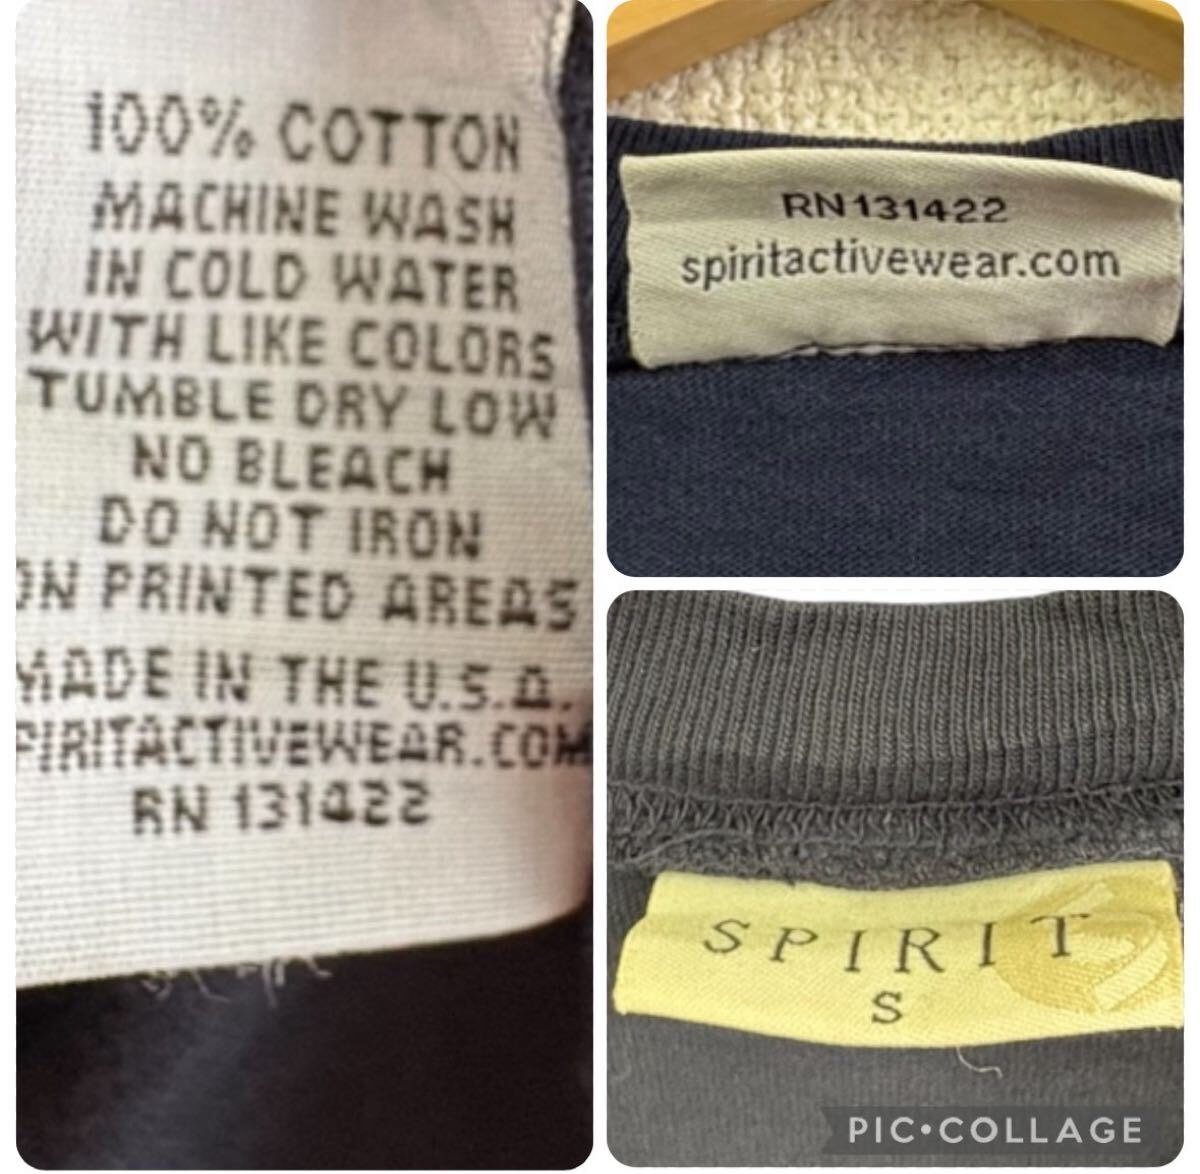 100% COTTON
MACHINE WASH
IN COLD WATER
WITH LIKE COLORS
TUMBLE DRY LOW
NO BLEACH
DO NOT IRON
ON PRINTED AREAS
MADE IN THE U.S.A.
PIRITACTIVEWEAR.COM
RN 131422
RN131422
spiritactivewear.com
SPIRIT
S
PIC•COLLAGE